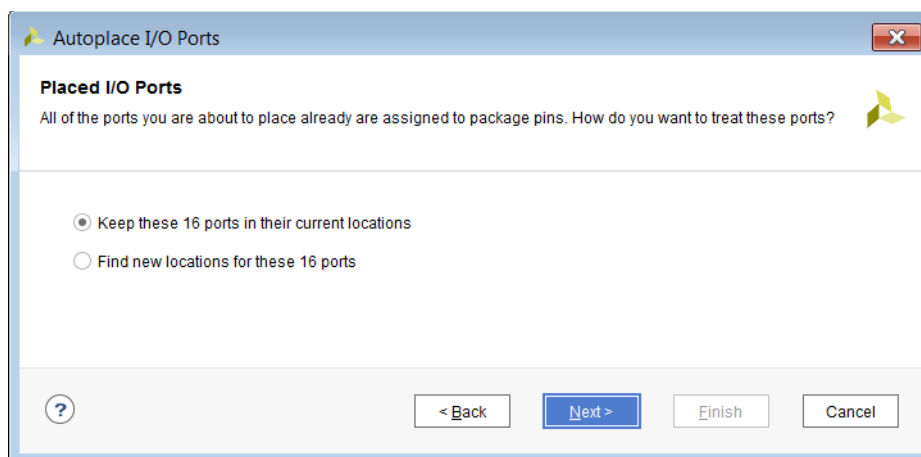 Autoplace I/O Ports
Placed I/O Ports
All of the ports you are about to place already are assigned to package pins. How do you want to treat these ports?
Keep these 16 ports in their current locations
Find new locations for these 16 ports
?
< Back
Next >
Finish
Cancel